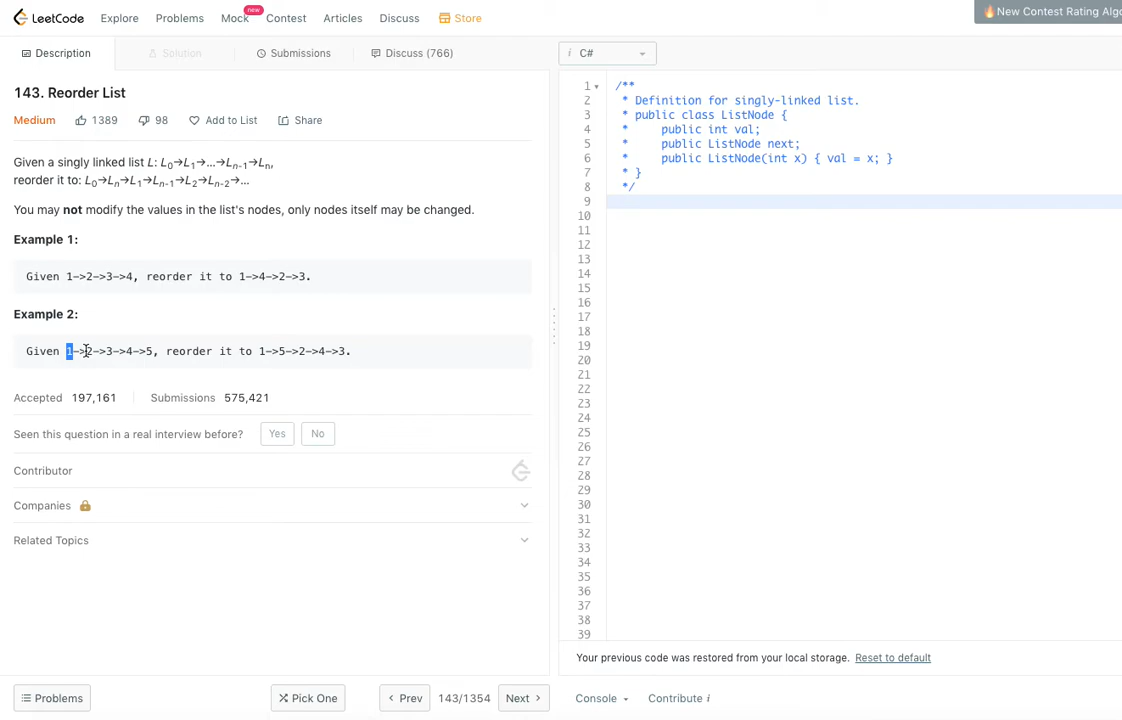 LeetCode Explore Problems Mock new Contest Articles Discuss Store
🔥New Contest Rating Algo
Description Solution Submissions Discuss (766)
i C#
143. Reorder List
Medium 1389 98 Add to List Share
Given a singly linked list L: L0→L1→…→Ln-1→Ln,
reorder it to: L0→Ln→L1→Ln-1→L2→Ln-2→…
You may not modify the values in the list's nodes, only nodes itself may be changed.
Example 1:
Given 1->2->3->4, reorder it to 1->4->2->3.
Example 2:
Given 1->2->3->4->5, reorder it to 1->5->2->4->3.
Accepted 197,161 Submissions 575,421
Seen this question in a real interview before? Yes No
Contributor
Companies
Related Topics
Problems Pick One Prev 143/1354 Next
1 /**
2 * Definition for singly-linked list.
3 * public class ListNode {
4 * public int val;
5 * public ListNode next;
6 * public ListNode(int x) { val = x; }
7 * }
8 */
9
10
11
12
13
14
15
16
17
18
19
20
21
22
23
24
25
26
27
28
29
30
31
32
33
34
35
36
37
38
39
Your previous code was restored from your local storage. Reset to default
Console Contribute i